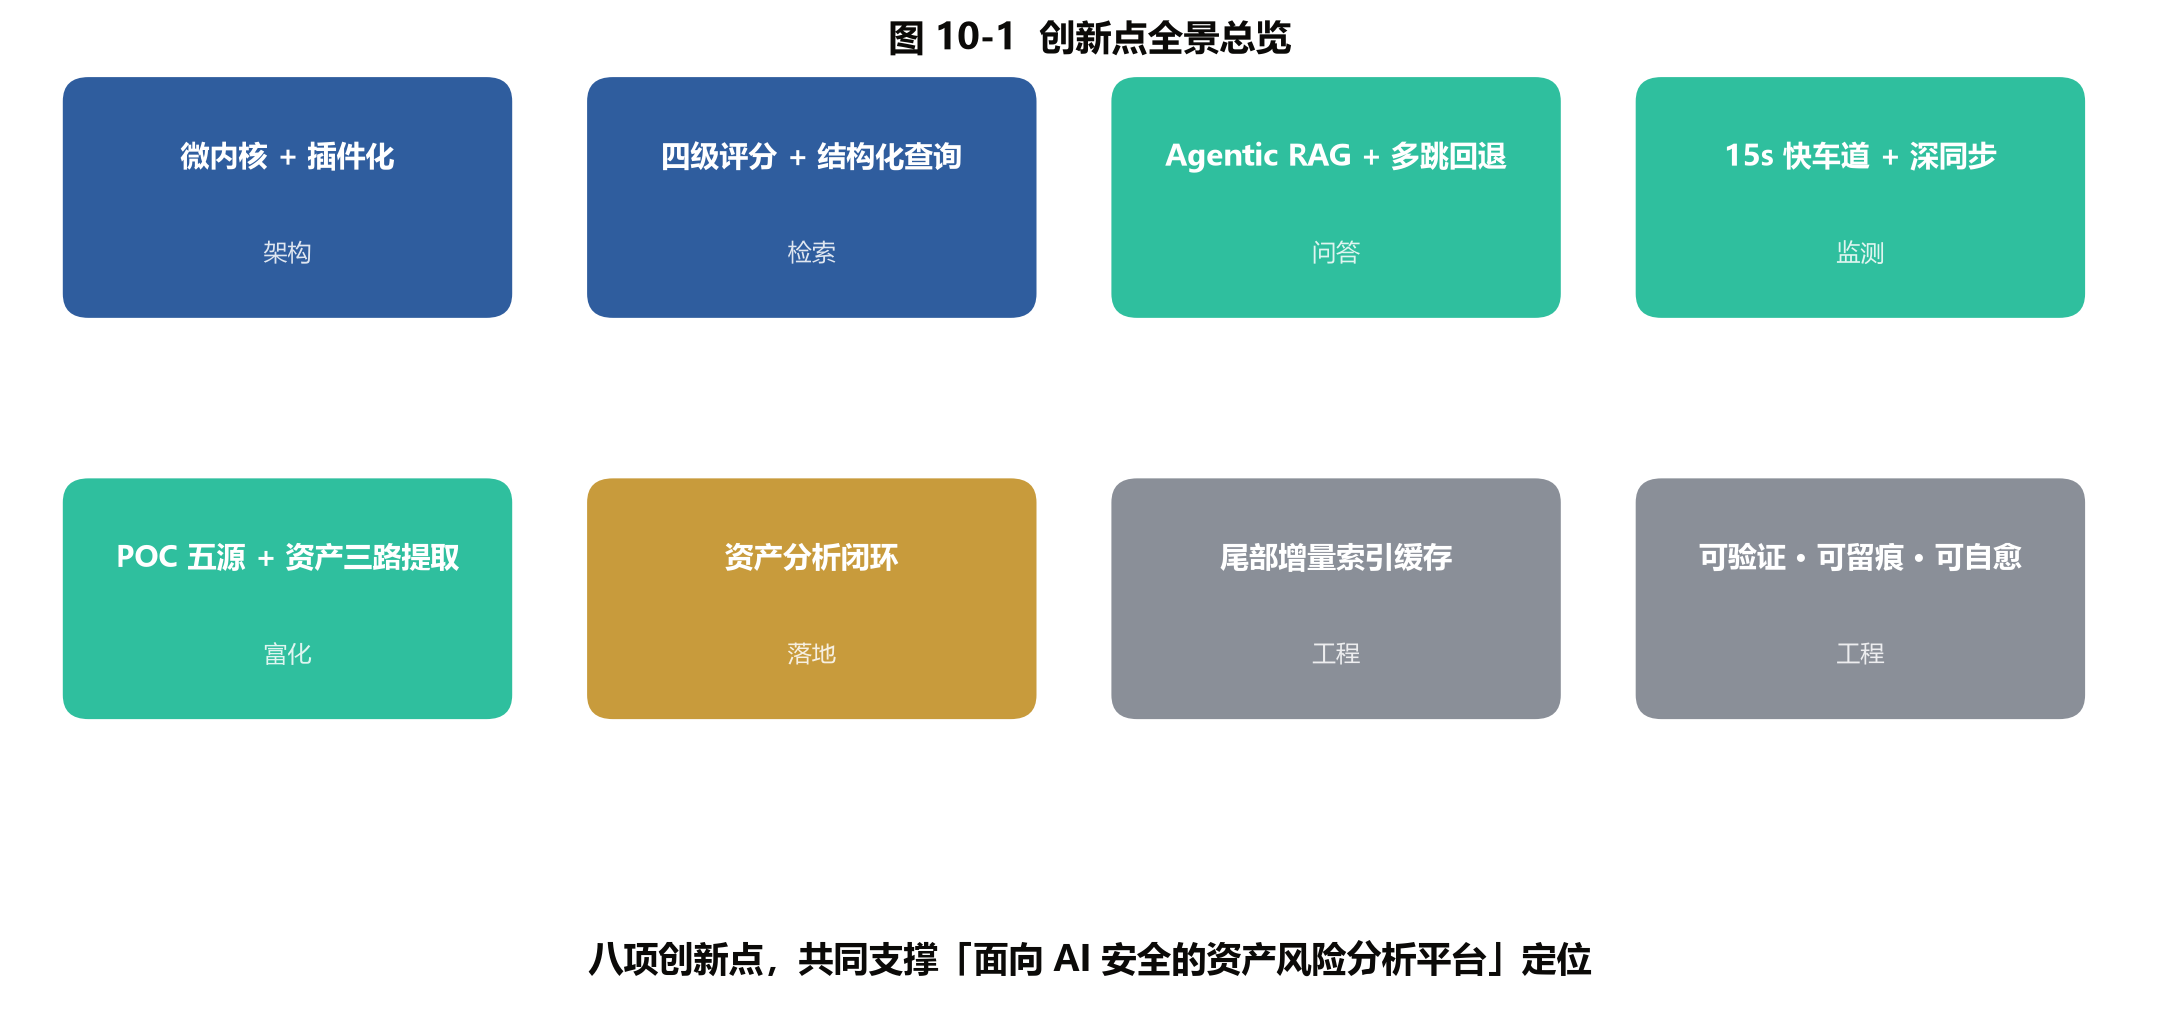 图 10-1 创新点全景总览
微内核 + 插件化
架构
四级评分 + 结构化查询
检索
Agentic RAG + 多跳回退
问答
15s 快车道 + 深同步
监测
POC 五源 + 资产三路提取
富化
资产分析闭环
落地
尾部增量索引缓存
工程
可验证 · 可留痕 · 可自愈
工程
八项创新点，共同支撑「面向 AI 安全的资产风险分析平台」定位